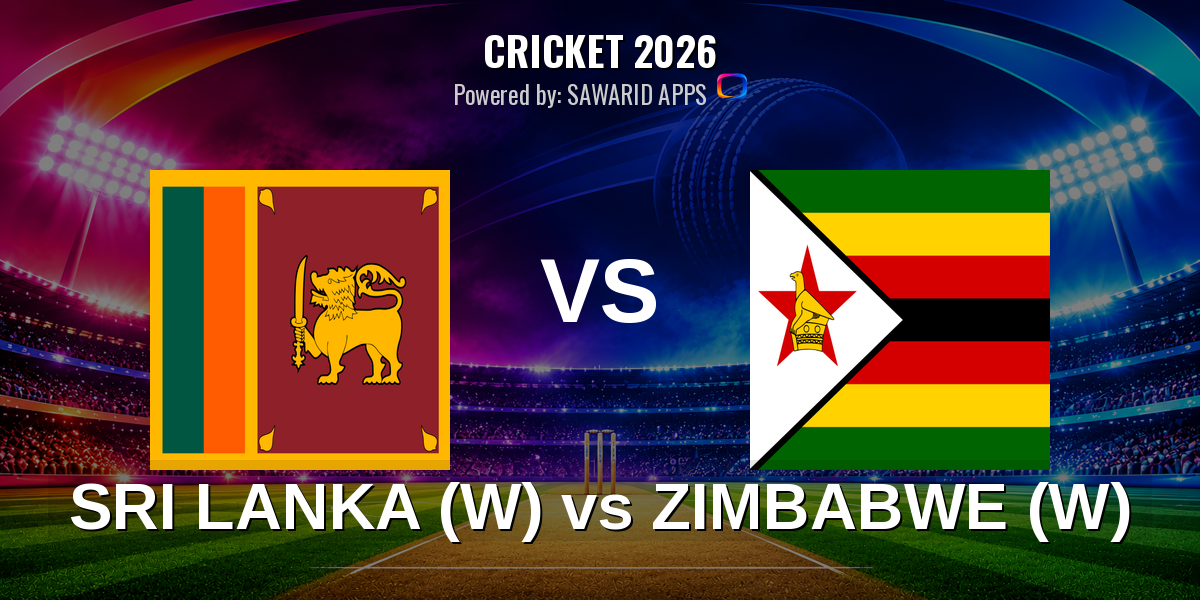 CRICKET 2026
Powered by: SAWARID APPS
VS
SRI LANKA (W) vs ZIMBABWE (W)